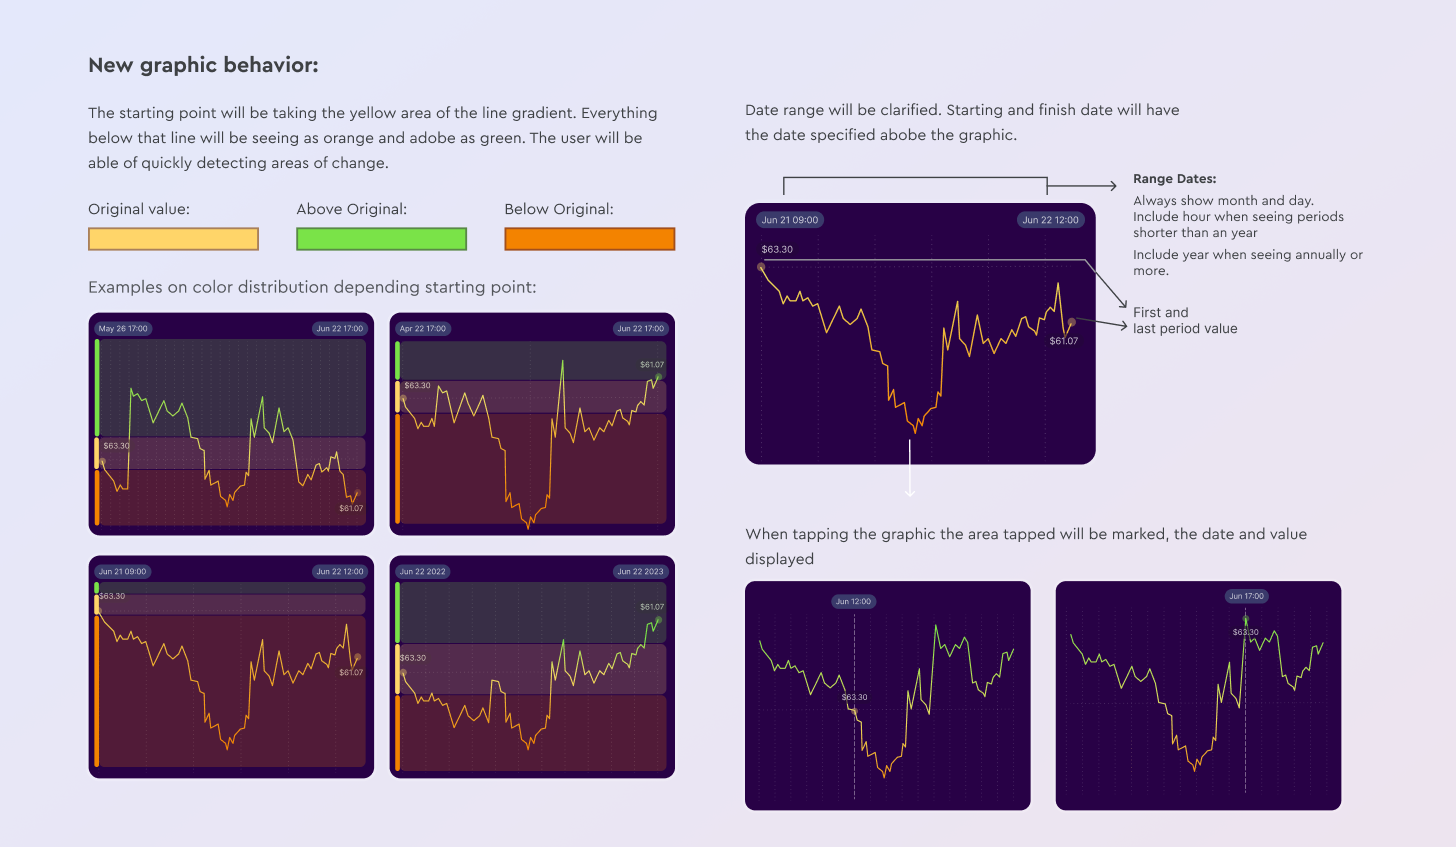 New graphic behavior:
The starting point will be taking the yellow area of the line gradient. Everything
below that line will be seeing as orange and adobe as green. The user will be
able of quickly detecting areas of change.
Original value:
Above Original:
Below Original:
Examples on color distribution depending starting point:
May 26 17:00
Jun 22 17:00
$63.30
$61.07
Apr 22 17:00
Jun 22 17:00
$63.30
$61.07
Jun 21 09:00
Jun 22 12:00
$63.30
$61.07
Jun 22 2022
Jun 22 2023
$63.30
$61.07
Date range will be clarified. Starting and finish date will have
the date specified abobe the graphic.
Jun 21 09:00
Jun 22 12:00
$63.30
$61.07
Range Dates:
Always show month and day.
Include hour when seeing periods
shorter than an year
Include year when seeing annually or
more.
First and
last period value
When tapping the graphic the area tapped will be marked, the date and value
displayed
Jun 12:00
$63.30
Jun 17:00
$63.30